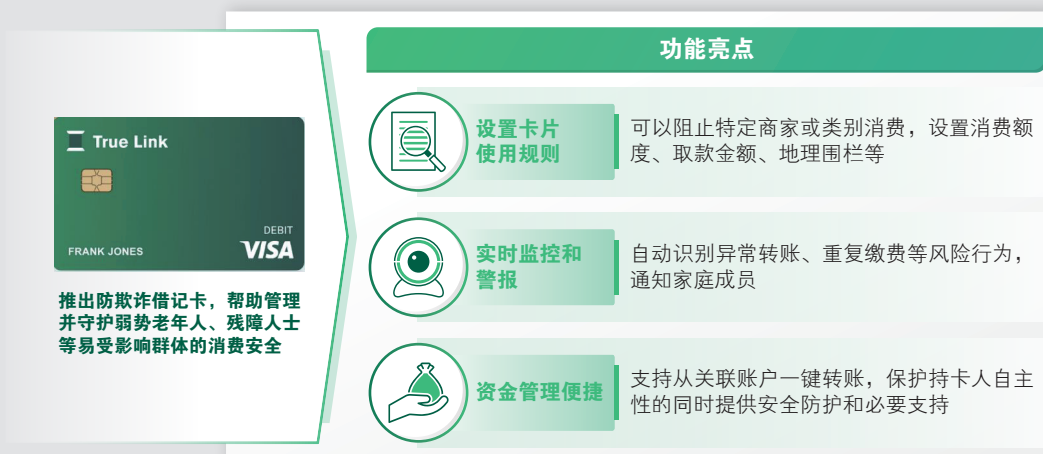 True Link
DEBIT
FRANK JONES
VISA
推出防欺诈借记卡，帮助管理
并守护弱势老年人、残障人士
等易受影响群体的消费安全
功能亮点
设置卡片
使用规则
可以阻止特定商家或类别消费，设置消费额
度、取款金额、地理围栏等
实时监控和
警报
自动识别异常转账、重复缴费等风险行为，
通知家庭成员
资金管理便捷
支持从关联账户一键转账，保护持卡人自主
性的同时提供安全防护和必要支持